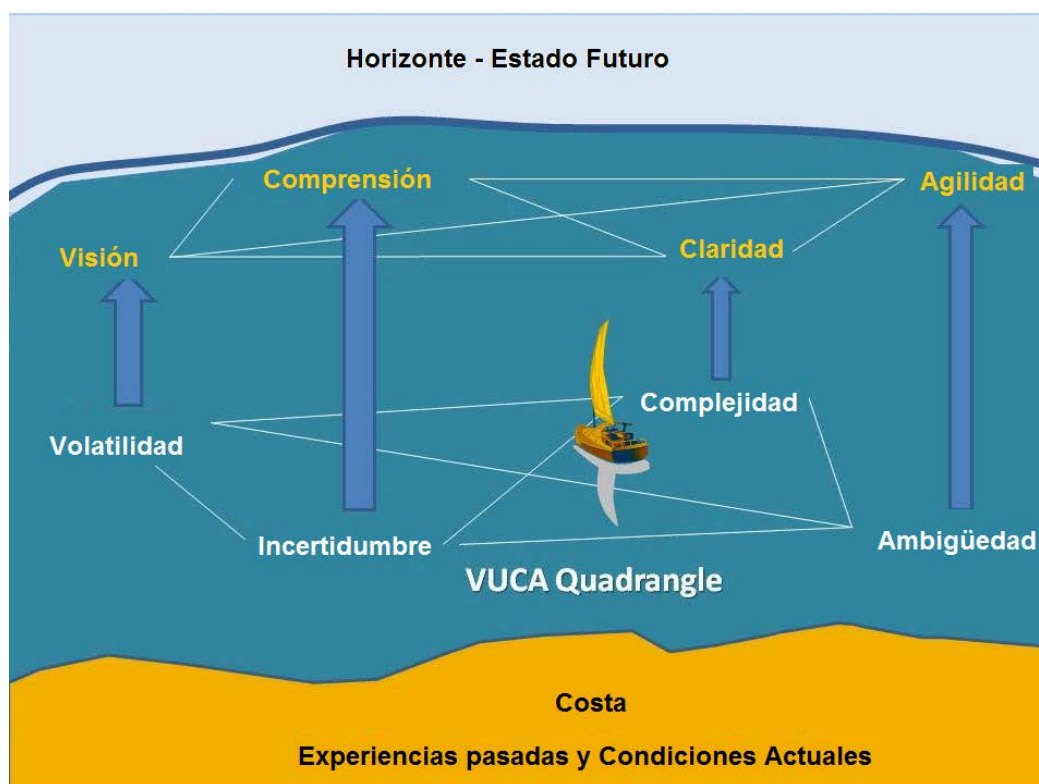 Horizonte - Estado Futuro
Comprensión
Agilidad
Visión
Claridad
Complejidad
Volatilidad
Incertidumbre
Ambigüedad
VUCA Quadrangle
Costa
Experiencias pasadas y Condiciones Actuales